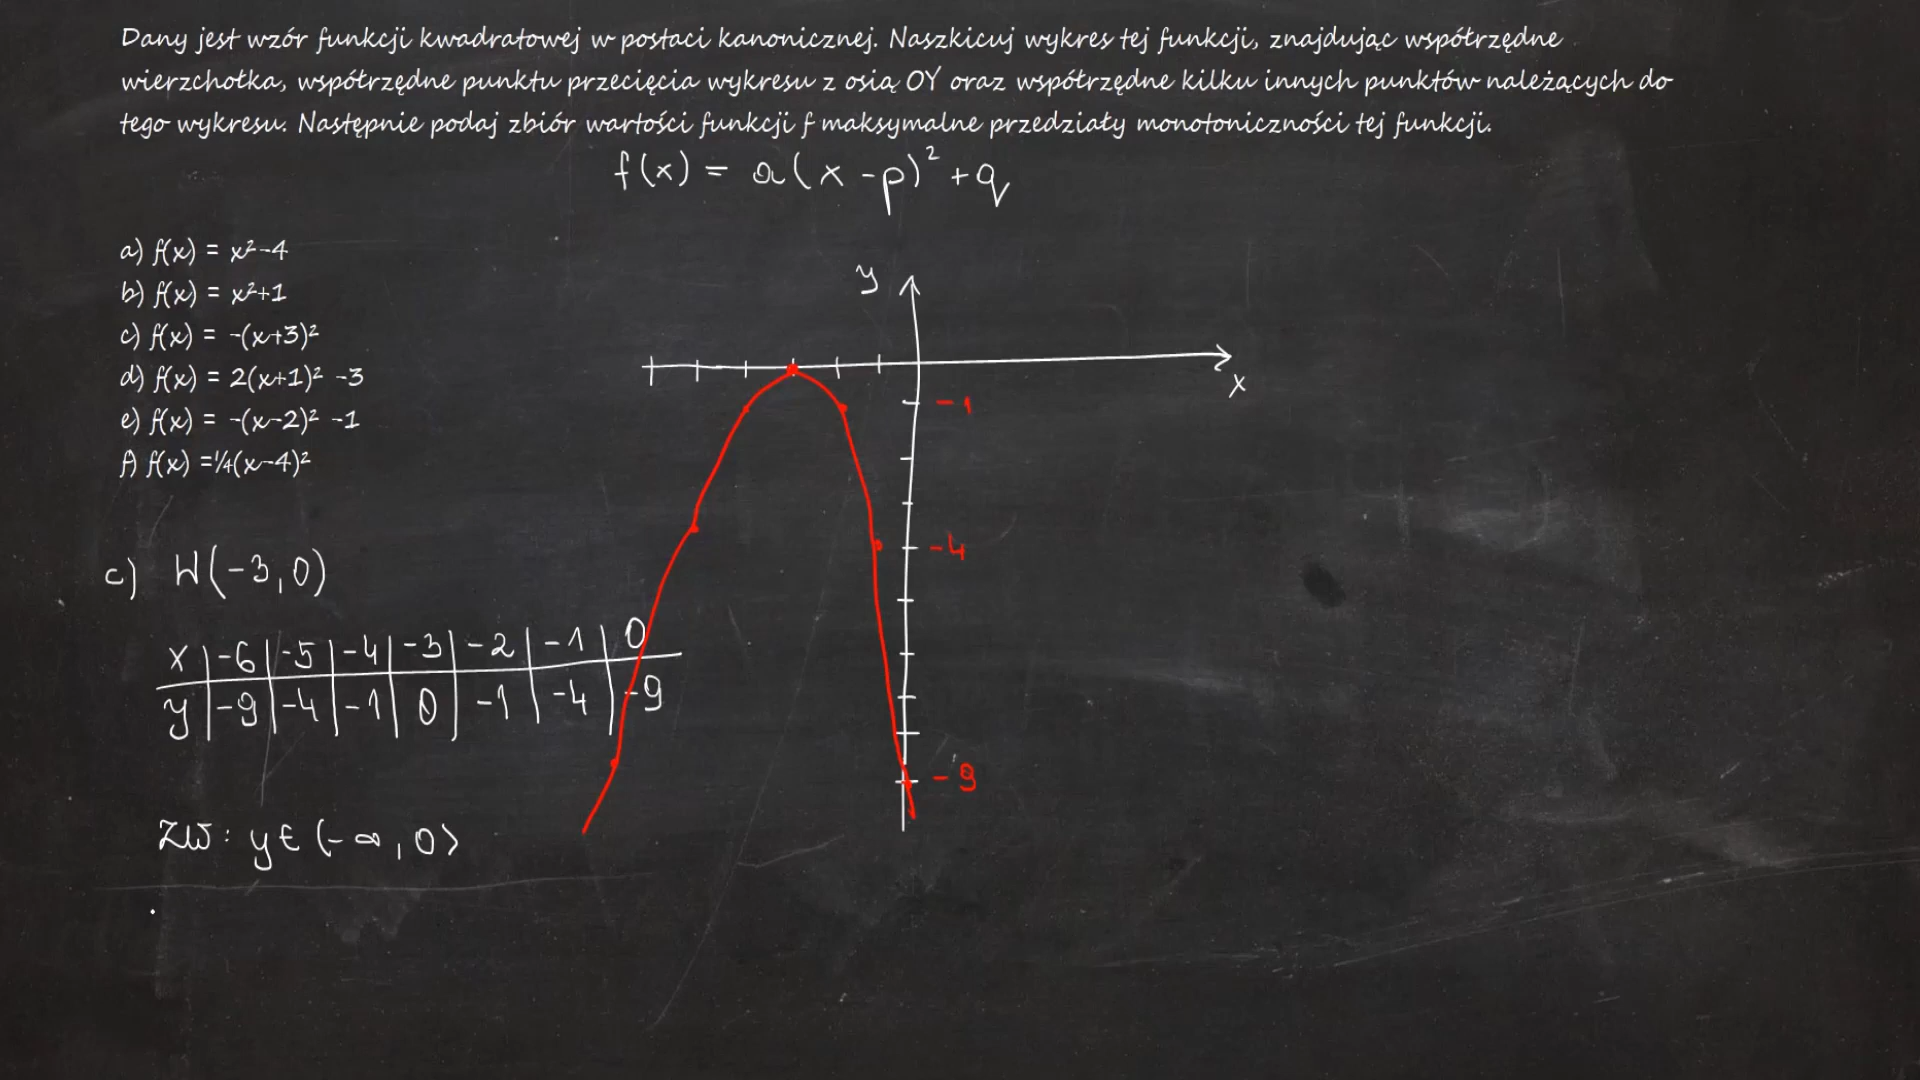 Dany jest wzór funkcji kwadratowej w postaci kanonicznej. Naszkicuj wykres tej funkcji, znajdując współrzędne
wierzchołka, współrzędne punktu przecięcia wykresu z osią OY oraz współrzędne kilku innych punktów należących do
tego wykresu. Następnie podaj zbiór wartości funkcji f maksymalne przedziały monotoniczności tej funkcji.
f(x) = a(x-p)²+q
a) f(x) = x²-4
b) f(x) = x²+1
c) f(x) = -(x+3)²
d) f(x) = 2(x+1)² -3
e) f(x) = -(x-2)² -1
f) f(x) =¼(x-4)²
y
x
-1
-4
-9
c) W(-3,0)
x | -6 | -5 | -4 | -3 | -2 | -1 | 0
y | -9 | -4 | -1 | 0 | -1 | -4 | -9
ZW: y∈(-∞,0⟩